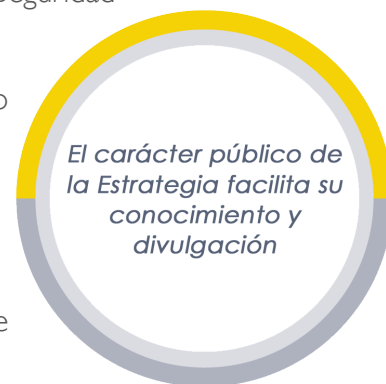 El carácter público de
la Estrategia facilita su
conocimiento y
divulgación